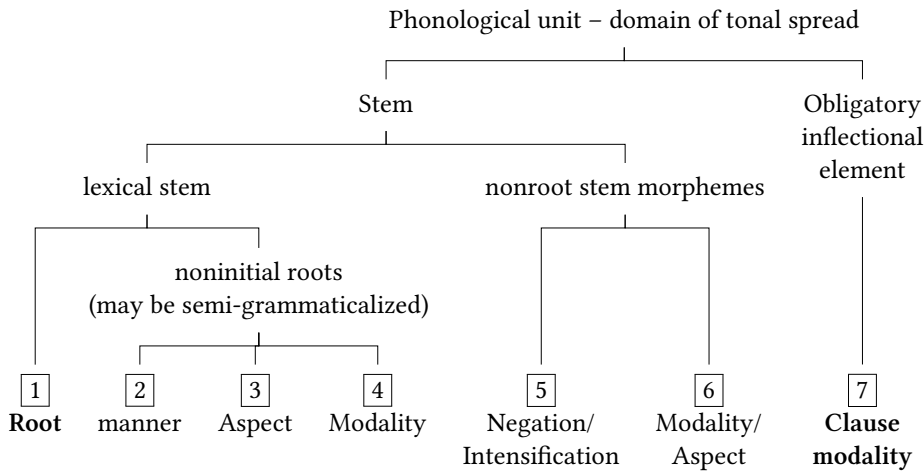 Phonological unit – domain of tonal spread
Stem
Obligatory
inflectional
element
lexical stem
nonroot stem morphemes
noninitial roots
(may be semi-grammaticalized)
1 2 3 4 5 6 7
Root manner Aspect Modality Negation/ Modality/ Clause
Intensification Aspect modality